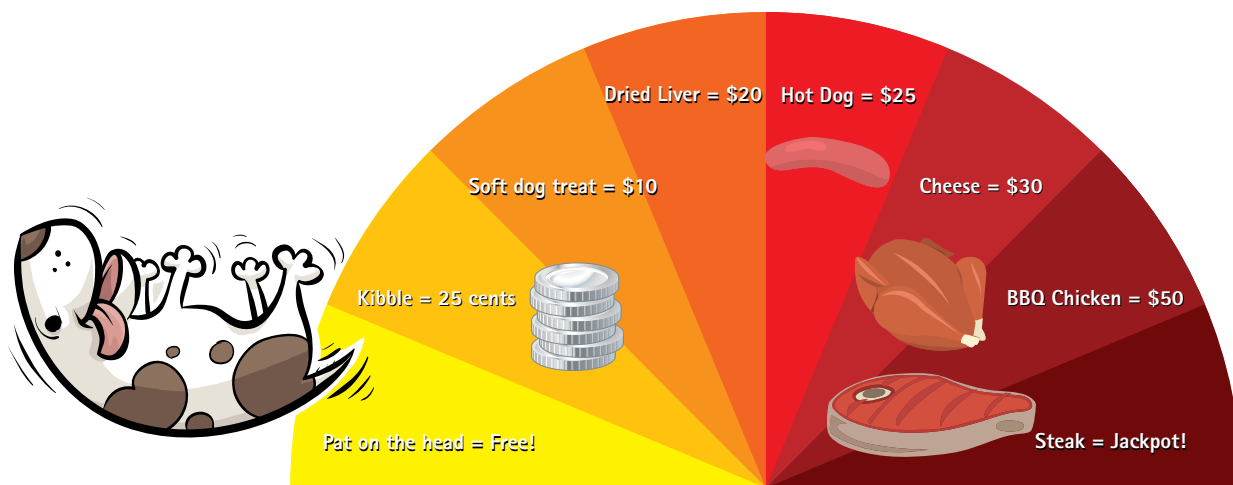 Pat on the head = Free!
Kibble = 25 cents
Soft dog treat = $10
Dried Liver = $20
Hot Dog = $25
Cheese = $30
BBQ Chicken = $50
Steak = Jackpot!